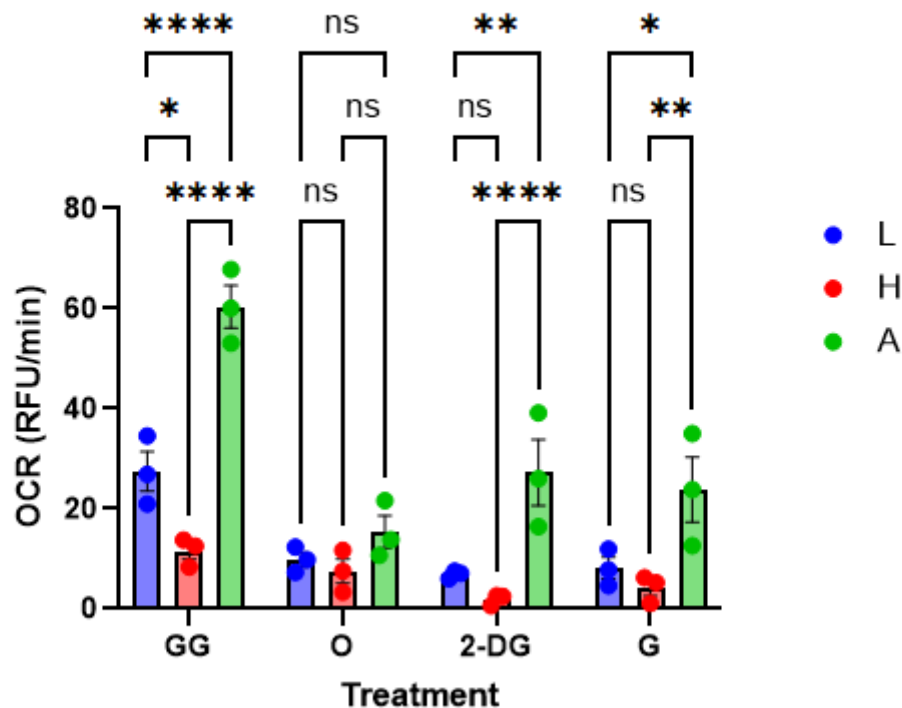 **** ns ** *
* ns ns **
**** ns **** ns
80
60
40
20
0
OCR (RFU/min)
GG O 2-DG G
Treatment
L
H
A